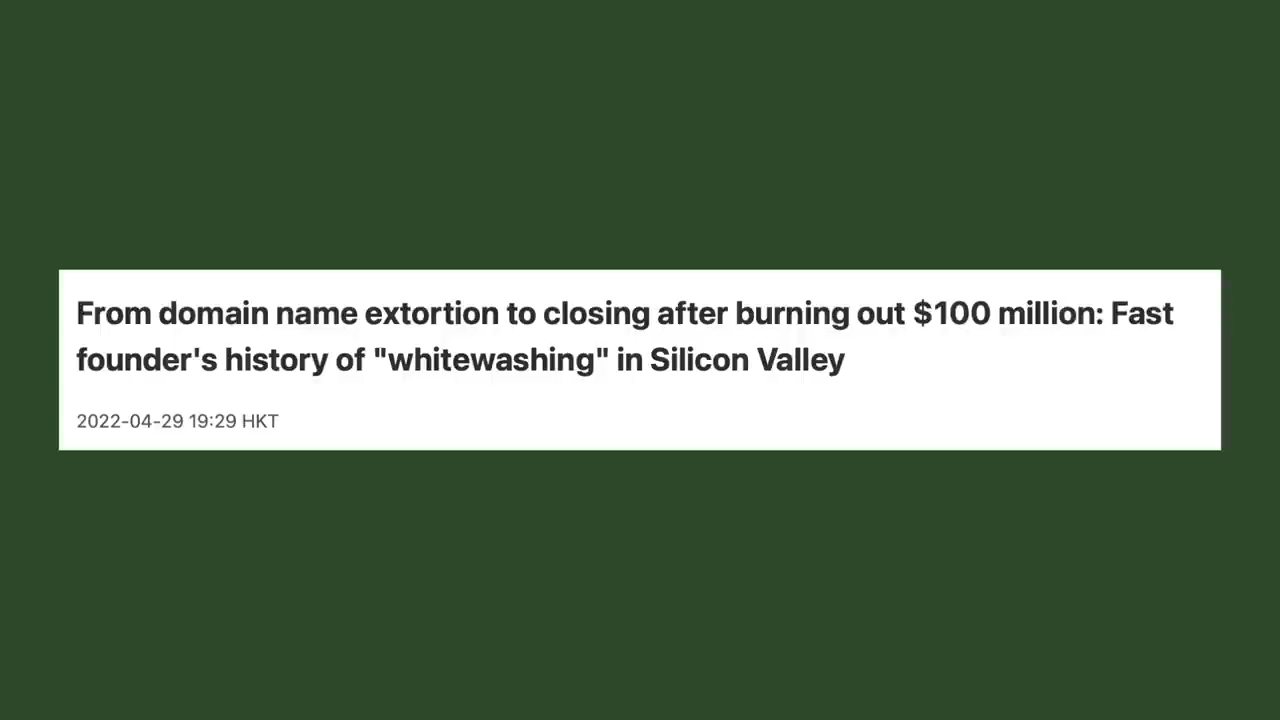 From domain name extortion to closing after burning out $100 million: Fast
founder's history of "whitewashing" in Silicon Valley
2022-04-29 19:29 HKT